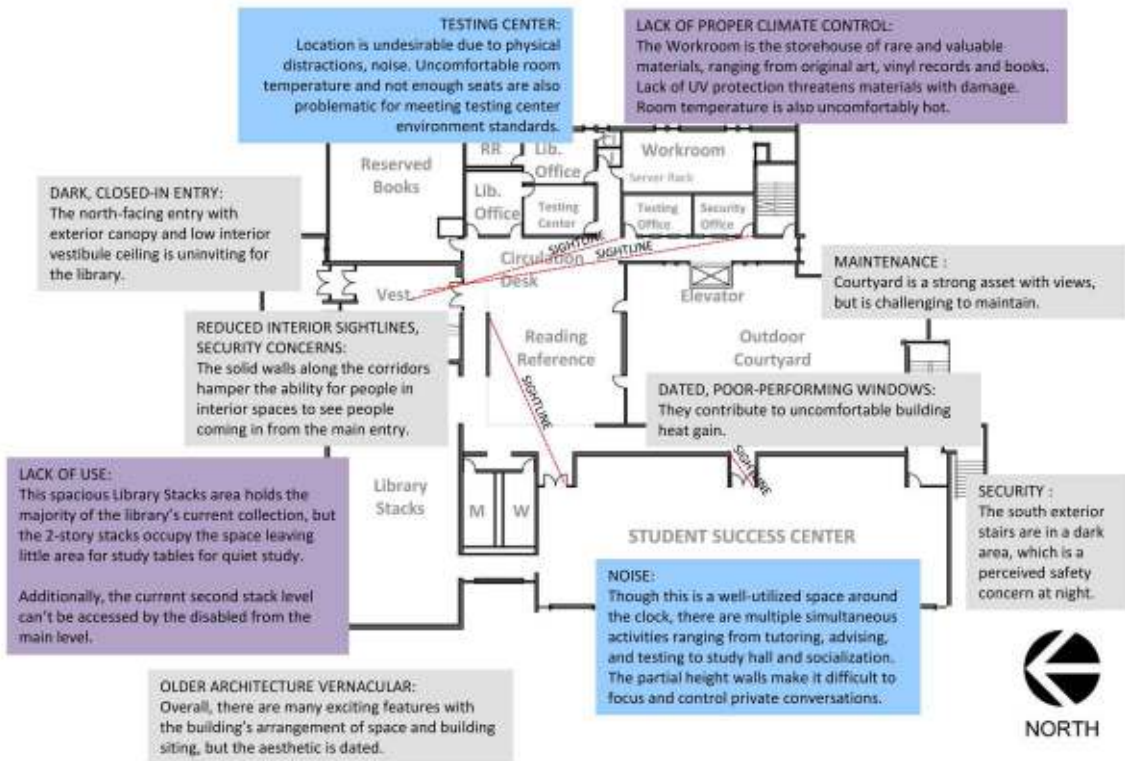 TESTING CENTER:
Location is undesirable due to physical
distractions, noise. Uncomfortable room
temperature and not enough seats are also
problematic for meeting testing center
environment standards.
LACK OF PROPER CLIMATE CONTROL:
The Workroom is the storehouse of rare and valuable
materials, ranging from original art, vinyl records and books.
Lack of UV protection threatens materials with damage.
Room temperature is also uncomfortably hot.
RR
Lib.
Office
CL
Workroom
Server Rack
Reserved
Books
Lib.
Office
Testing
Center
Testing
Office
Security
Office
DARK, CLOSED-IN ENTRY:
The north-facing entry with
exterior canopy and low interior
vestibule ceiling is uninviting for
the library.
SIGHTLINE
SIGHTLINE
Circulation
Desk
Vest.
Elevator
MAINTENANCE :
Courtyard is a strong asset with views,
but is challenging to maintain.
REDUCED INTERIOR SIGHTLINES,
SECURITY CONCERNS:
The solid walls along the corridors
hamper the ability for people in
interior spaces to see people
coming in from the main entry.
Reading
Reference
Outdoor
Courtyard
SIGHTLINE
DATED, POOR-PERFORMING WINDOWS:
They contribute to uncomfortable building
heat gain.
SIGHTLINE
LACK OF USE:
This spacious Library Stacks area holds the
majority of the library's current collection, but
the 2-story stacks occupy the space leaving
little area for study tables for quiet study.
Additionally, the current second stack level
can't be accessed by the disabled from the
main level.
Library
Stacks
M
W
STUDENT SUCCESS CENTER
SECURITY :
The south exterior
stairs are in a dark
area, which is a
perceived safety
concern at night.
NOISE:
Though this is a well-utilized space around
the clock, there are multiple simultaneous
activities ranging from tutoring, advising,
and testing to study hall and socialization.
The partial height walls make it difficult to
focus and control private conversations.
OLDER ARCHITECTURE VERNACULAR:
Overall, there are many exciting features with
the building's arrangement of space and building
siting, but the aesthetic is dated.
NORTH